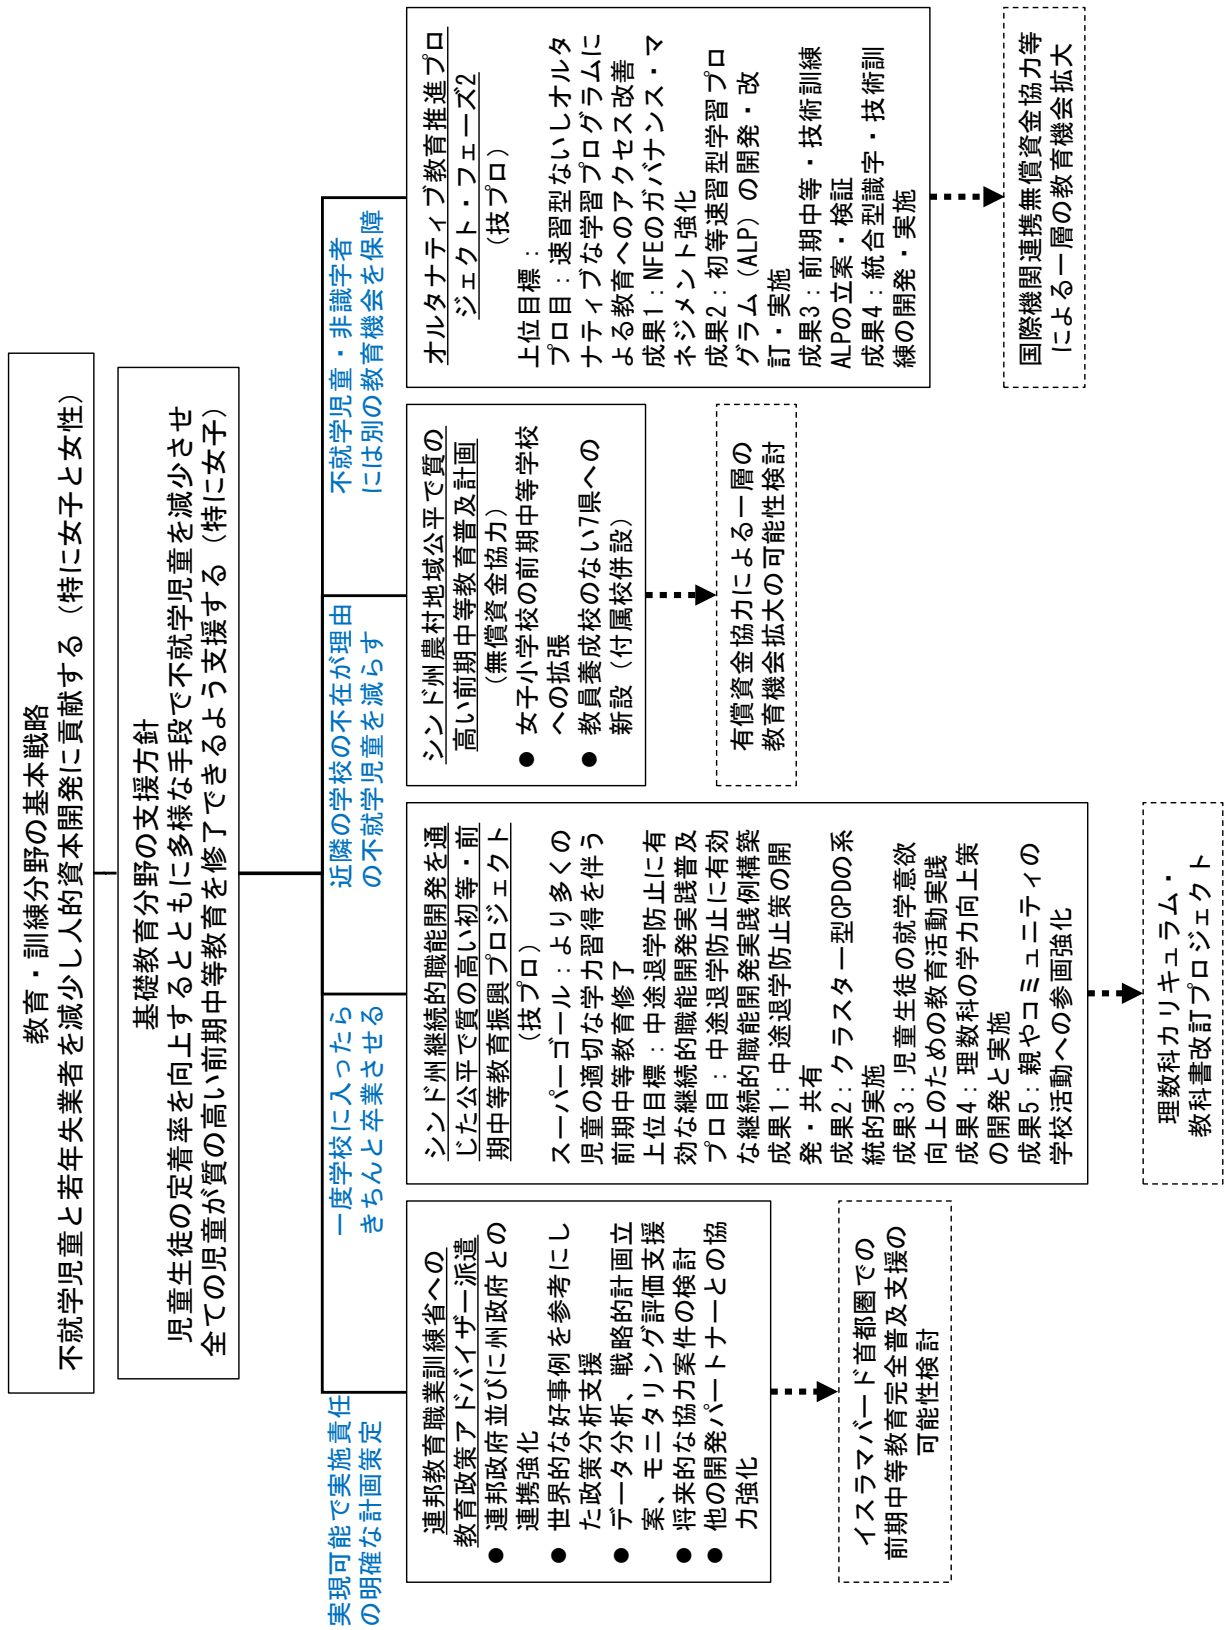 教育・訓練分野の基本戦略
不就学児童と若年失業者を減少し人的資本開発に貢献する（特に女子と女性）
基礎教育分野の支援方針
児童生徒の定着率を向上するとともに多様な手段で不就学児童を減少させ
全ての児童が質の高い前期中等教育を修了できるよう支援する（特に女子）
実現可能で実施責任
の明確な計画策定
一度学校に入ったら
きちんと卒業させる
近隣の学校の不在が理由
の不就学児童を減らす
不就学児童・非識字者
には別の教育機会を保障
連邦教育職業訓練省への
教育政策アドバイザー派遣
● 連邦政府並びに州政府との
連携強化
● 世界的な好事例を参考にし
た政策分析支援
● データ分析、戦略的計画立
案、モニタリング評価支援
● 将来的な協力案件の検討
● 他の開発パートナーとの協
力強化
イスラマバード首都圏での
前期中等教育完全普及支援の
可能性検討
シンド州継続的職能開発を通
じた公平で質の高い初等・前
期中等教育振興プロジェクト
（技プロ）
スーパーゴール：より多くの
児童の適切な学力習得を伴う
前期中等教育修了
上位目標：中途退学防止に有
効な継続的職能開発実践普及
プロ目：中途退学防止に有効
な継続的職能開発実践例構築
成果1：中途退学防止策の開
発・共有
成果2：クラスター型CPDの系
統的実施
成果3：児童生徒の就学意欲
向上のための教育活動実践
成果4：理数科の学力向上策
の開発と実施
成果5：親やコミュニティの
学校活動への参画強化
理数科カリキュラム・
教科書改訂プロジェクト
シンド州農村地域公平で質の
高い前期中等教育普及計画
（無償資金協力）
● 女子小学校の前期中等学校
への拡張
● 教員養成校のない7県への
新設（付属校併設）
有償資金協力による一層の
教育機会拡大の可能性検討
オルタナティブ教育推進プロ
ジェクト・フェーズ2
（技プロ）
上位目標：
プロ目：速習型ないしオルタ
ナティブな学習プログラムに
よる教育へのアクセス改善
成果1：NFEのガバナンス・マ
ネジメント強化
成果2：初等速習型学習プロ
グラム（ALP）の開発・改
訂・実施
成果3：前期中等・技術訓練
ALPの立案・検証
成果4：統合型識字・技術訓
練の開発・実施
国際機関連携無償資金協力等
による一層の教育機会拡大